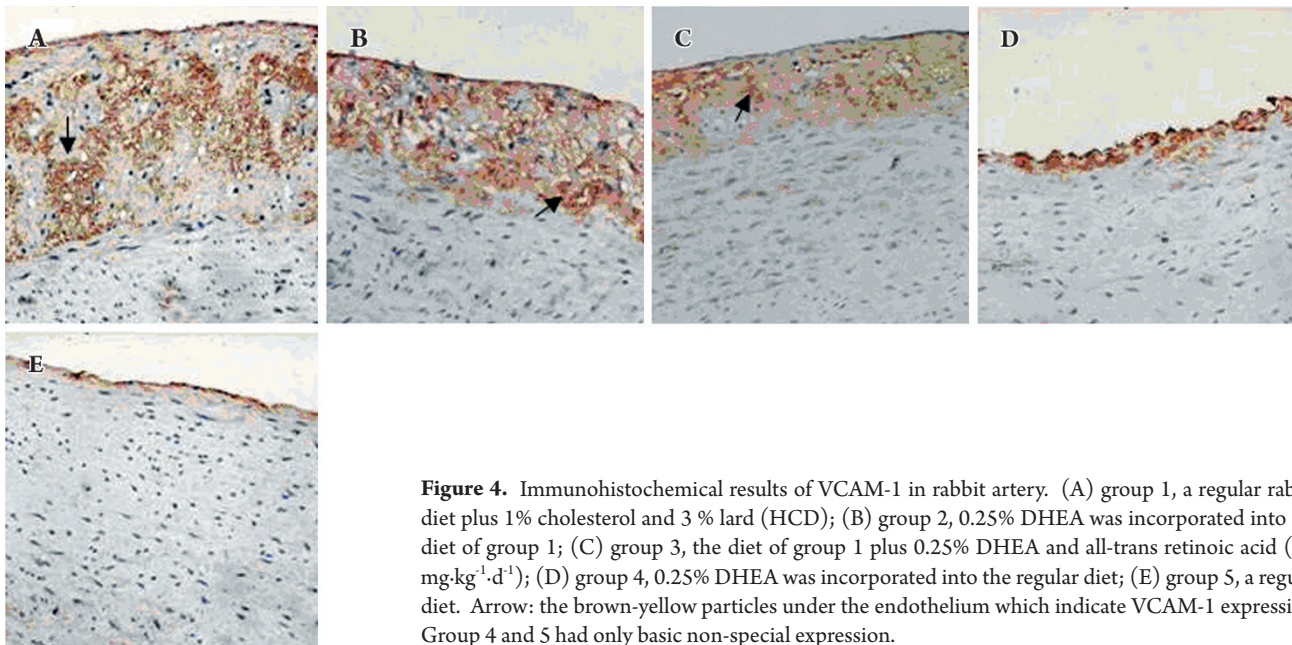 A
B
C
D
E
Figure 4. Immunohistochemical results of VCAM-1 in rabbit artery. (A) group 1, a regular
diet plus 1% cholesterol and 3 % lard (HCD); (B) group 2, 0.25% DHEA was incorporated into
diet of group 1; (C) group 3, the diet of group 1 plus 0.25% DHEA and all-trans retinoic acid (
mg·kg⁻¹·d⁻¹); (D) group 4, 0.25% DHEA was incorporated into the regular diet; (E) group 5, a
diet. Arrow: the brown-yellow particles under the endothelium which indicate VCAM-1
Group 4 and 5 had only basic non-special expression.